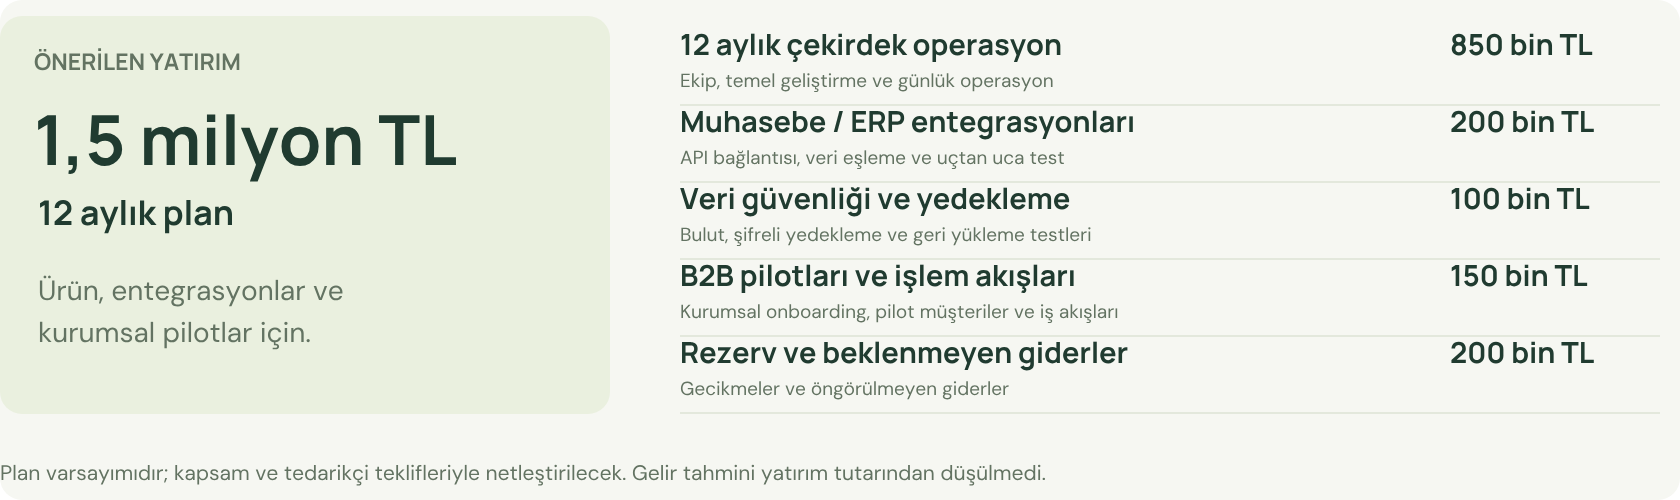 ÖNERİLEN YATIRIM
1,5 milyon TL
12 aylık plan
Ürün, entegrasyonlar ve
kurumsal pilotlar için.
12 aylık çekirdek operasyon
850 bin TL
Ekip, temel geliştirme ve günlük operasyon
Muhasebe / ERP entegrasyonları
200 bin TL
API bağlantısı, veri eşleme ve uçtan uca test
Veri güvenliği ve yedekleme
100 bin TL
Bulut, şifreli yedekleme ve geri yükleme testleri
B2B pilotları ve işlem akışları
150 bin TL
Kurumsal onboarding, pilot müşteriler ve iş akışları
Rezerv ve beklenmeyen giderler
200 bin TL
Gecikmeler ve öngörülmeyen giderler
Plan varsayımıdır; kapsam ve tedarikçi teklifleriyle netleştirilecek. Gelir tahmini yatırım tutarından düşülmedi.